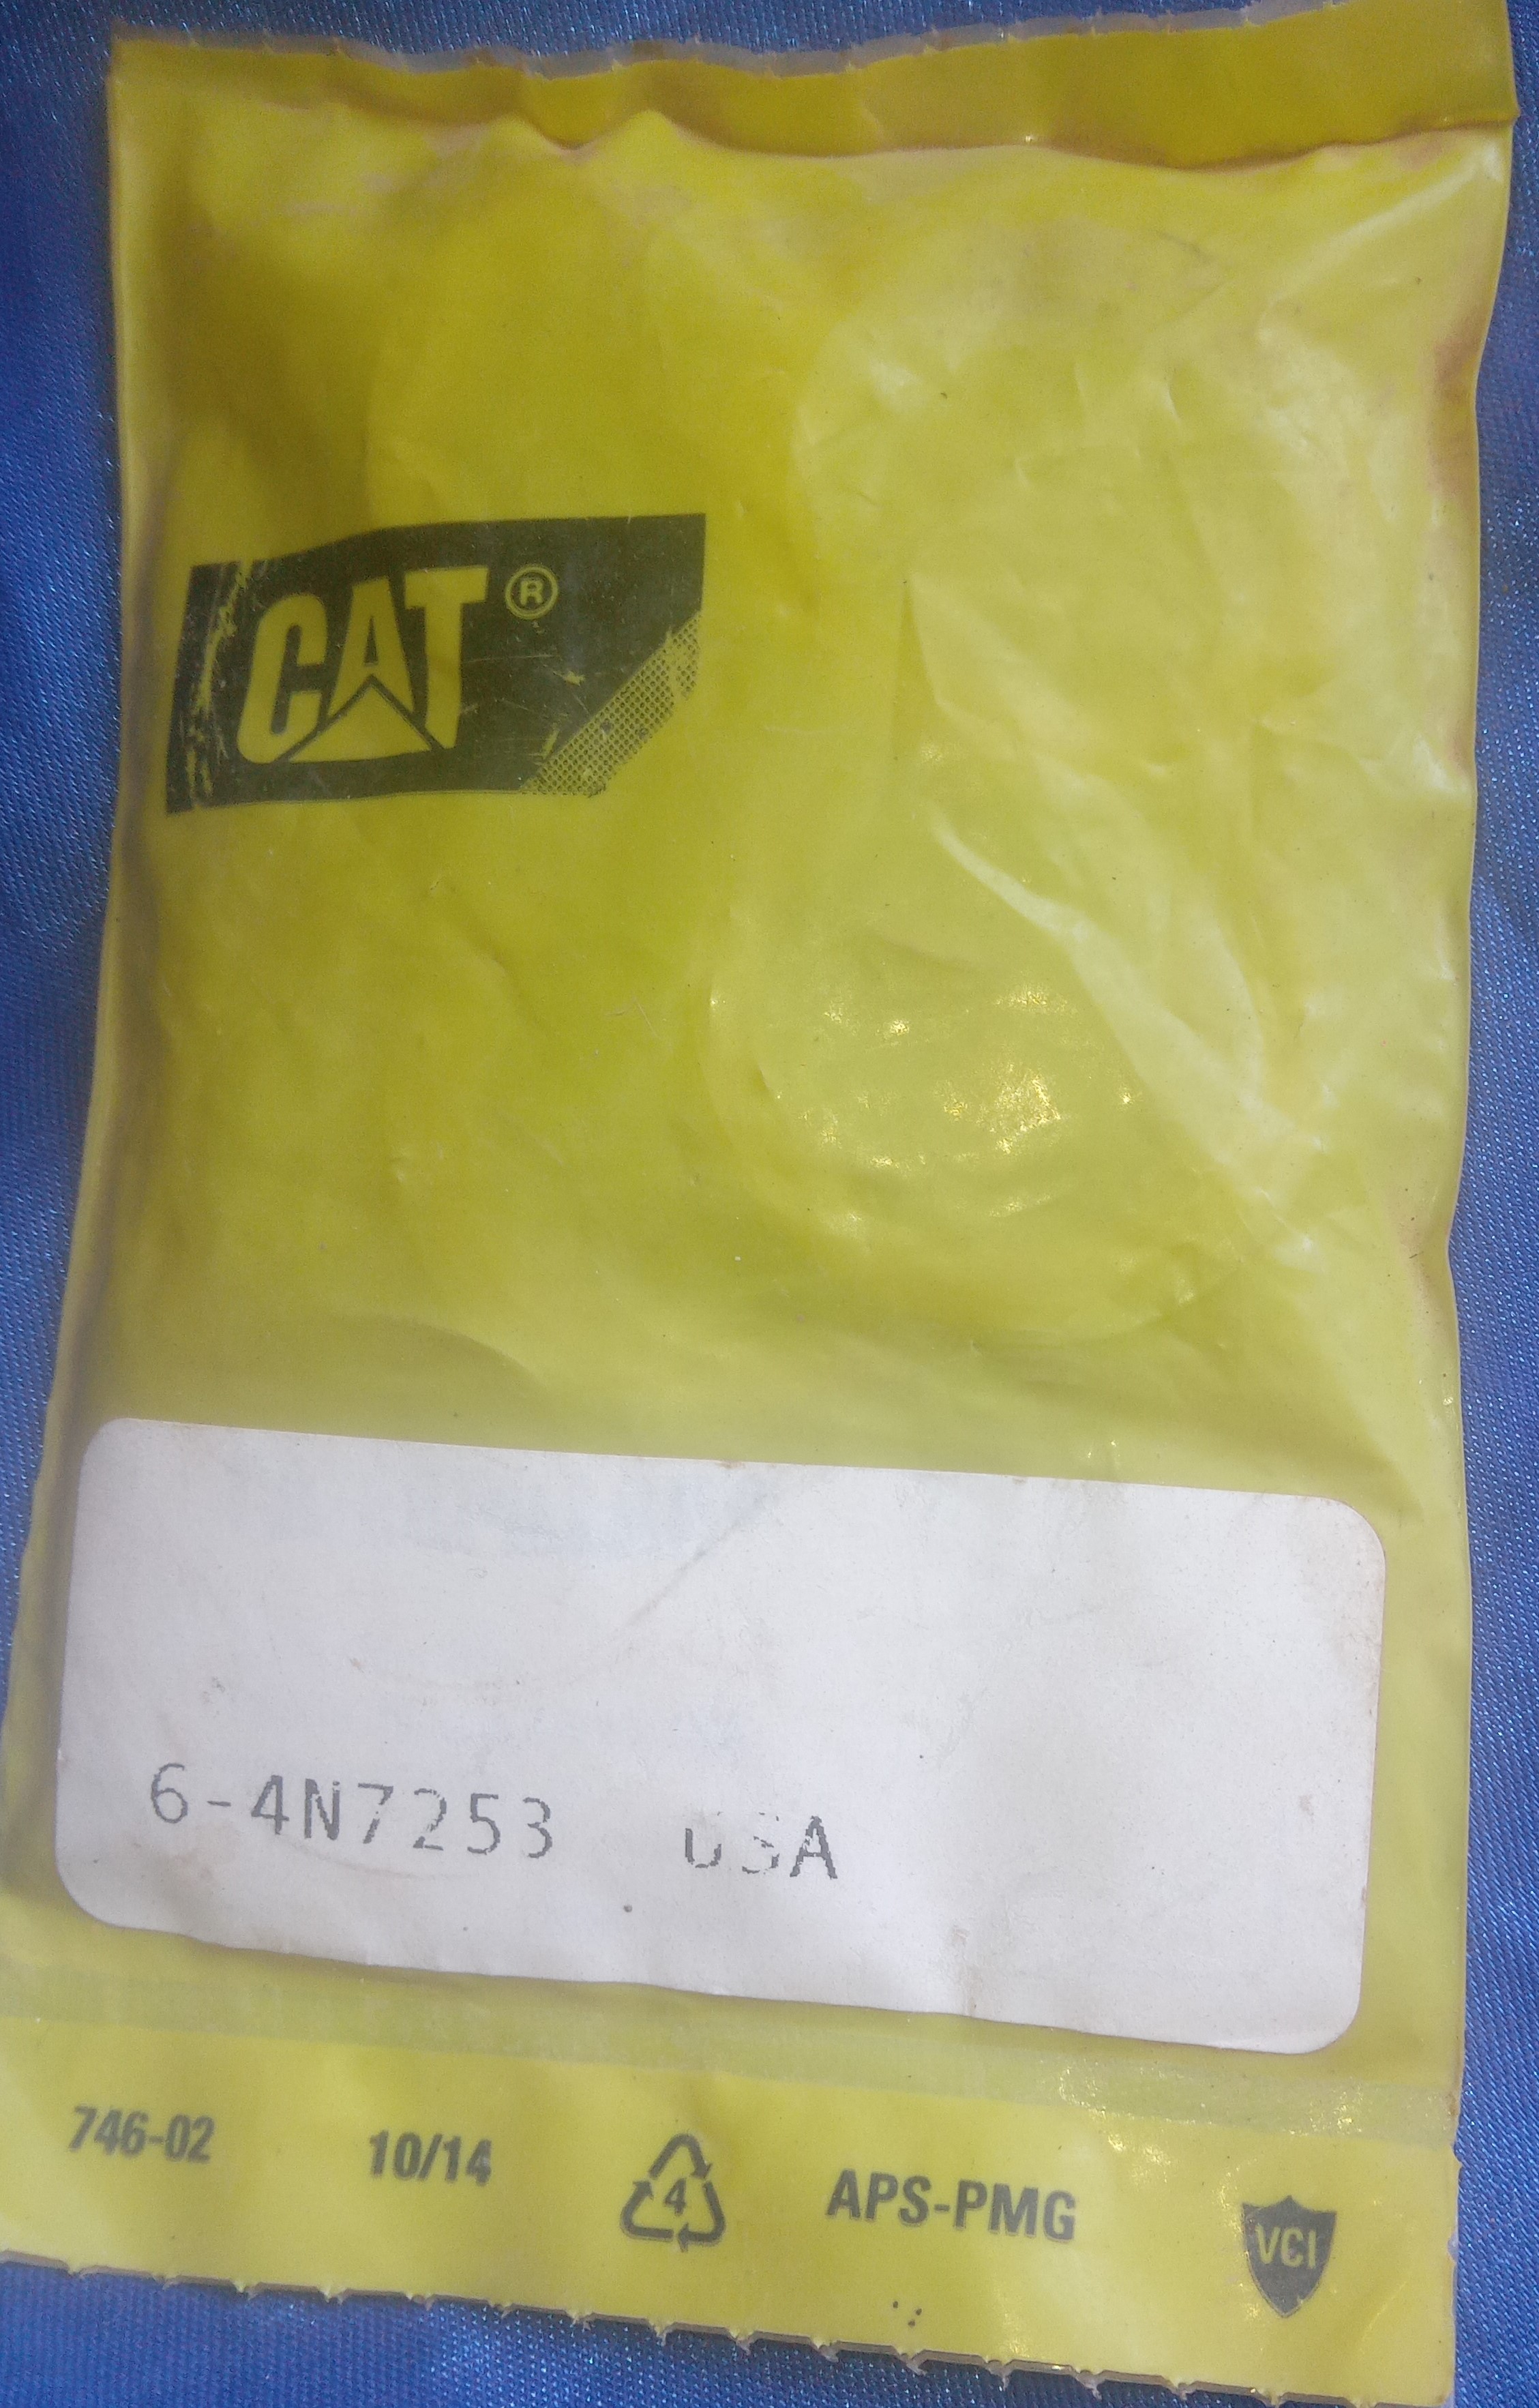 CAT®
6-4N7253 USA
746-02 10/14 4 APS-PMG VCI